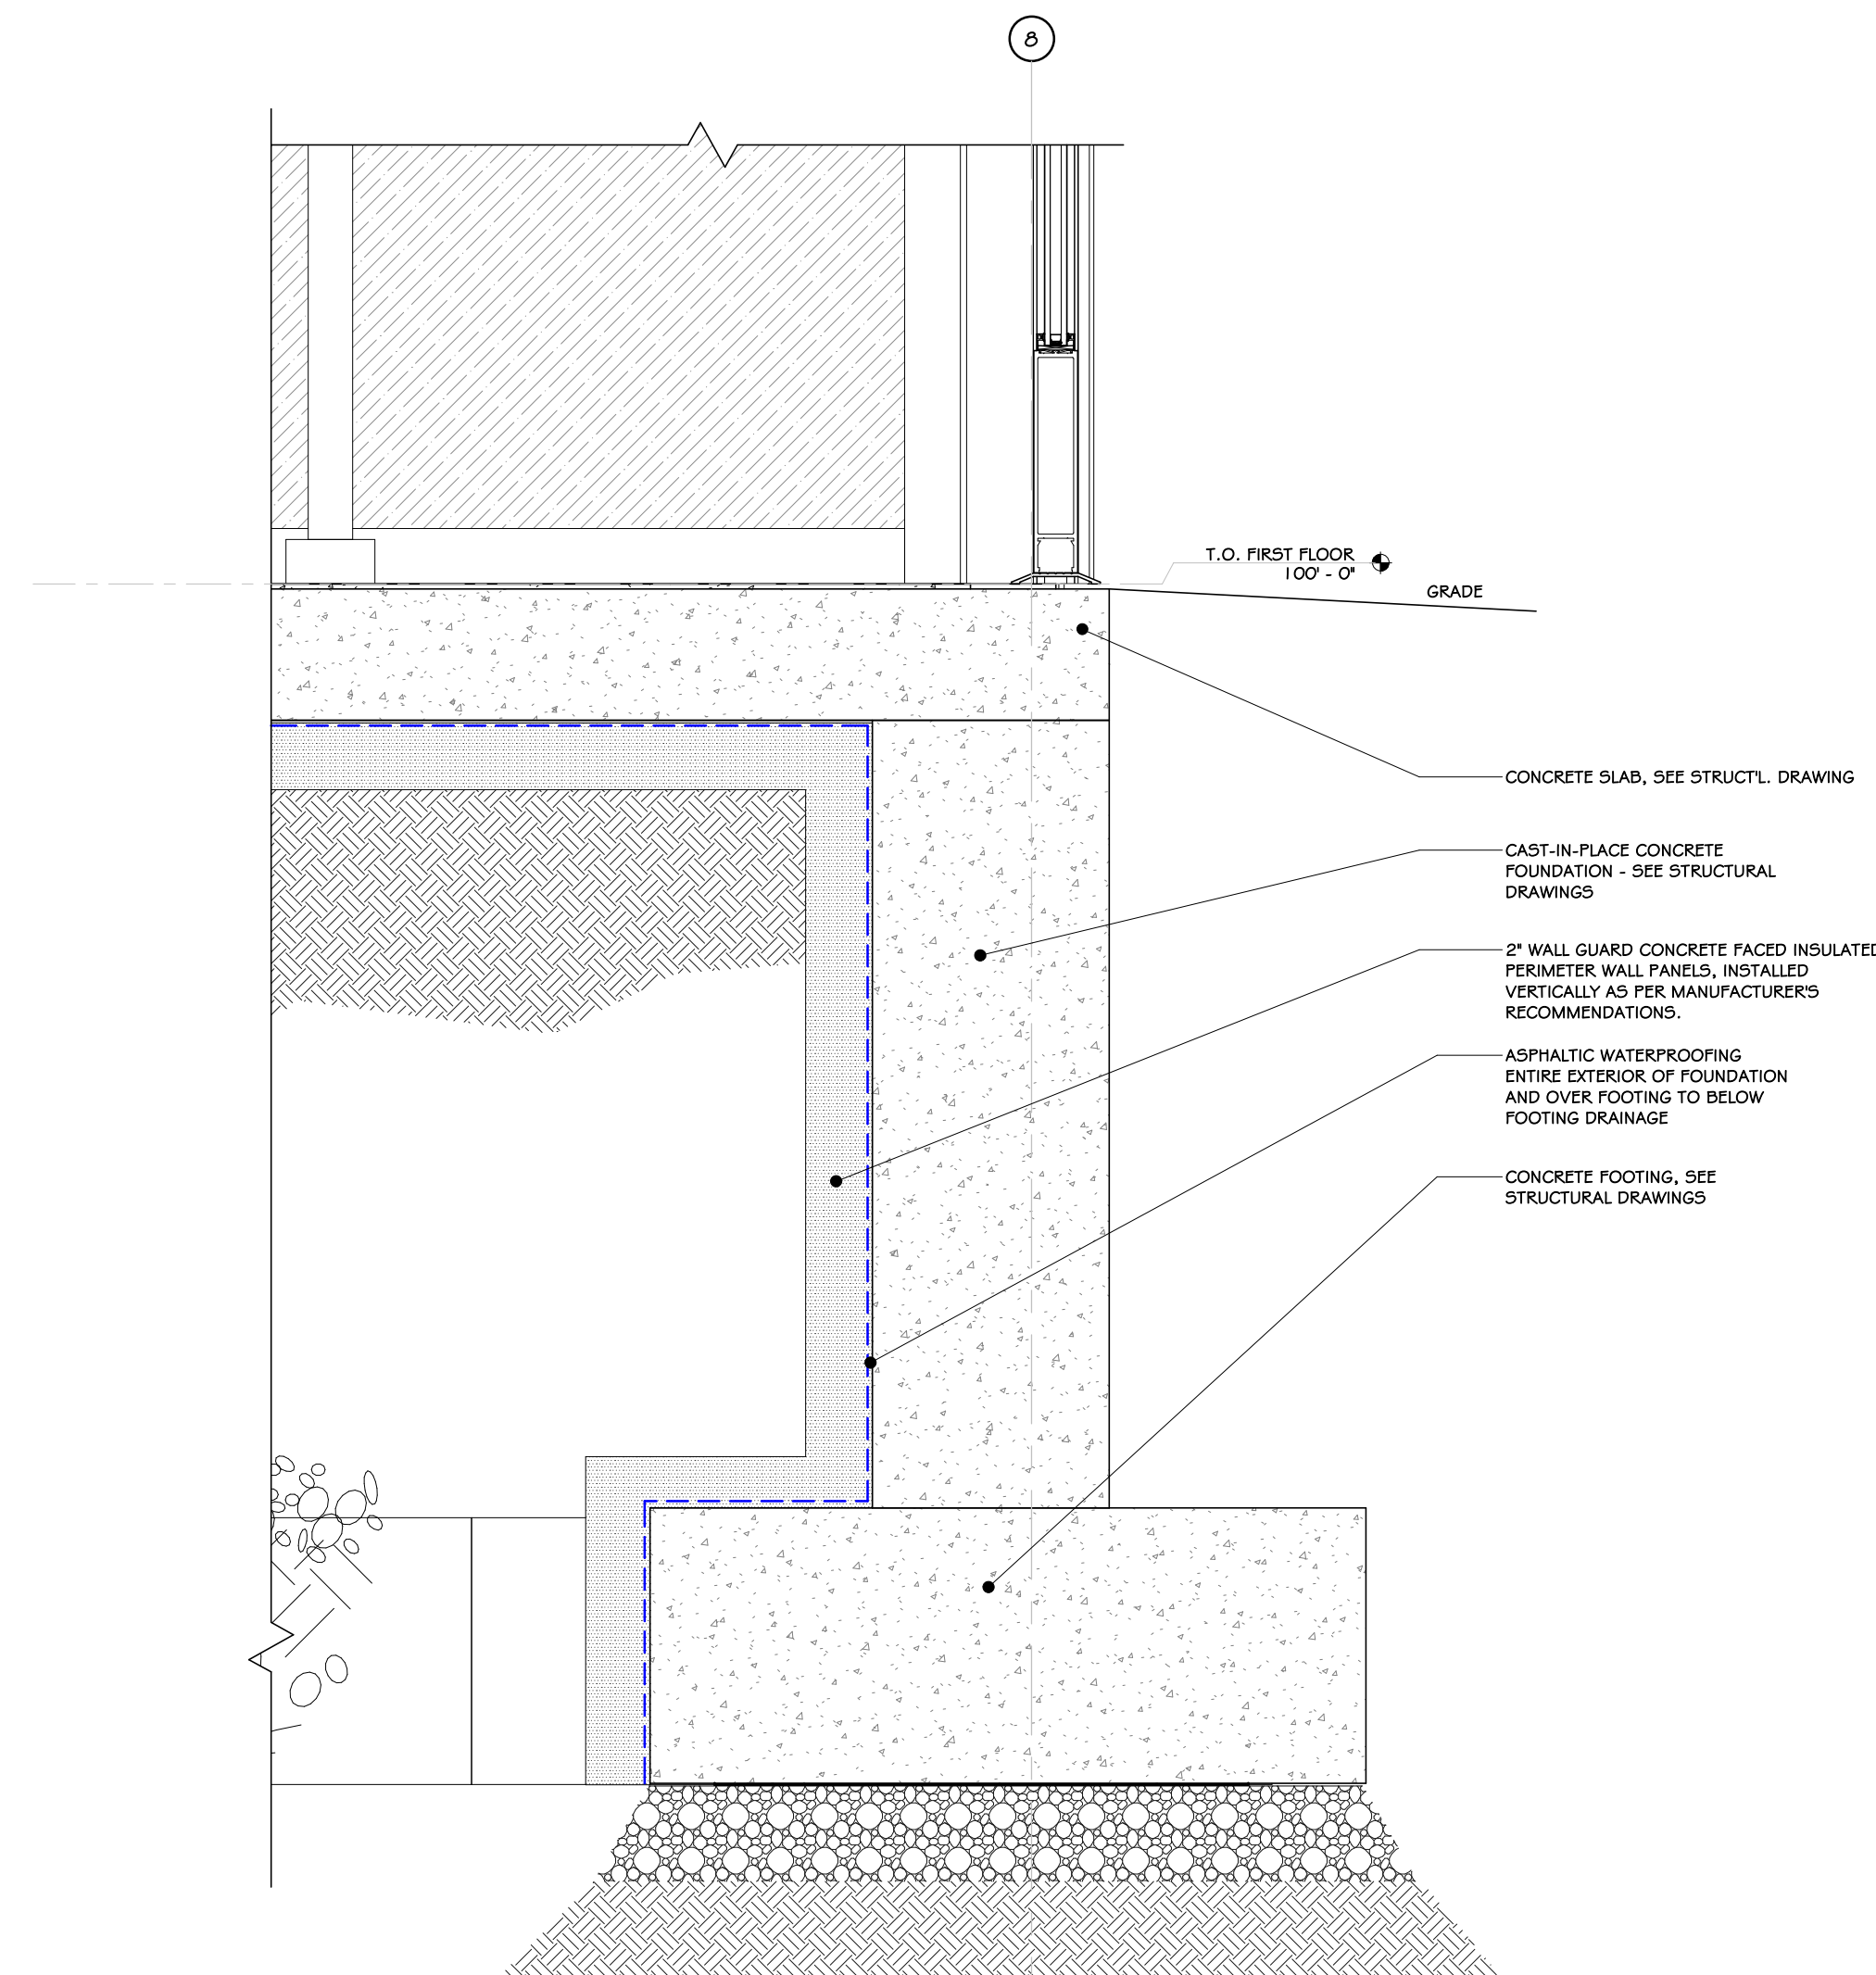 8
T.O. FIRST FLOOR
100' - 0"
GRADE
CONCRETE SLAB, SEE STRUCT'L. DRAWING
CAST-IN-PLACE CONCRETE
FOUNDATION - SEE STRUCTURAL
DRAWINGS
2" WALL GUARD CONCRETE FACED INSULATED
PERIMETER WALL PANELS, INSTALLED
VERTICALLY AS PER MANUFACTURER'S
RECOMMENDATIONS.
ASPHALTIC WATERPROOFING
ENTIRE EXTERIOR OF FOUNDATION
AND OVER FOOTING TO BELOW
FOOTING DRAINAGE
CONCRETE FOOTING, SEE
STRUCTURAL DRAWINGS